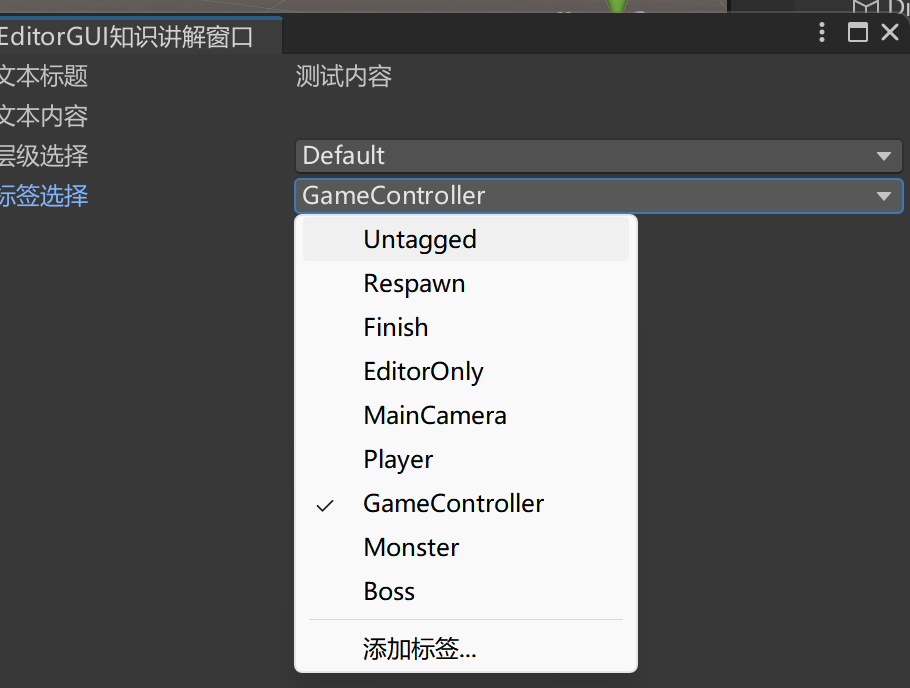 EditorGUI知识讲解窗口
文本标题 测试内容
文本内容
层级选择 Default
标签选择 GameController
Untagged
Respawn
Finish
EditorOnly
MainCamera
Player
GameController
Monster
Boss
添加标签...